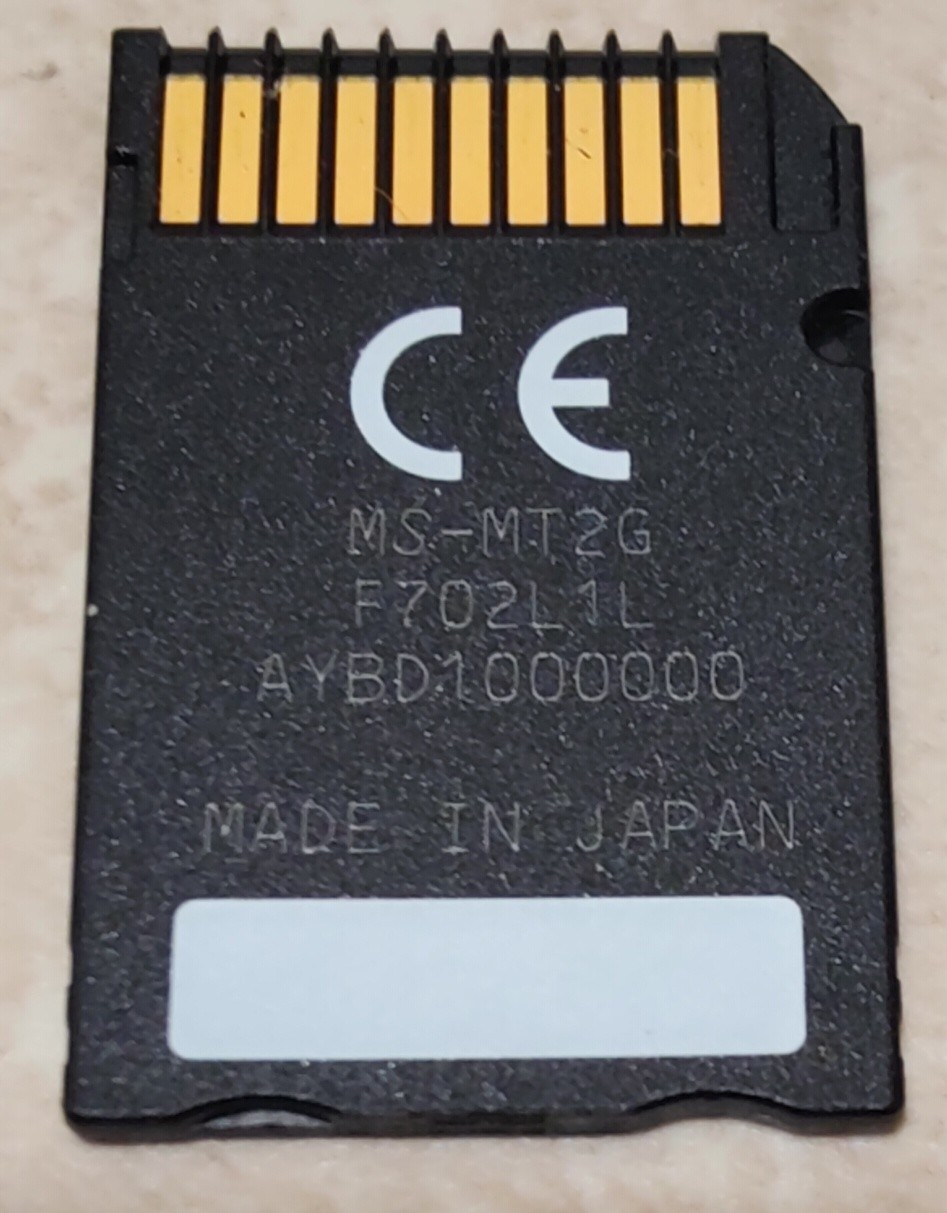 CE
MS-MT2G
F702L1L
AYBD1000000
MADE IN JAPAN